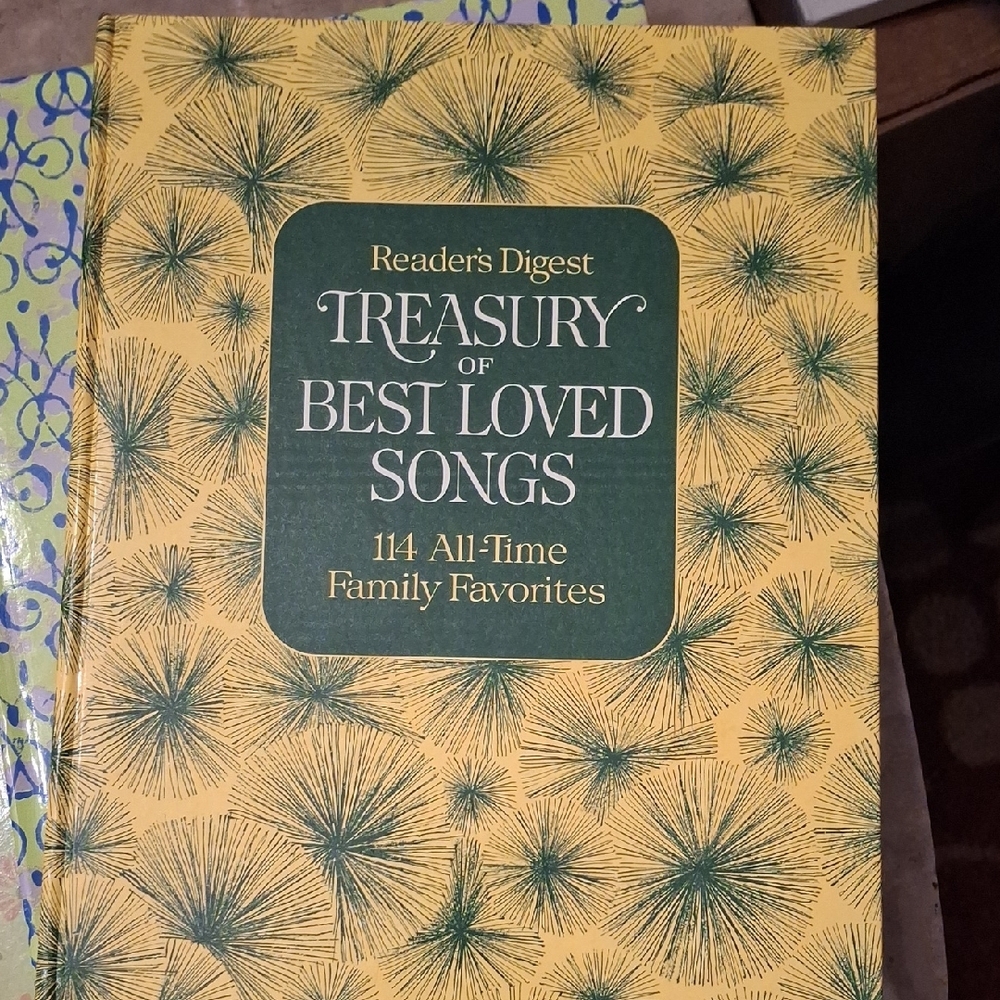 Reader's Digest
TREASURY
OF
BEST LOVED
SONGS
114 All-Time
Family Favorites